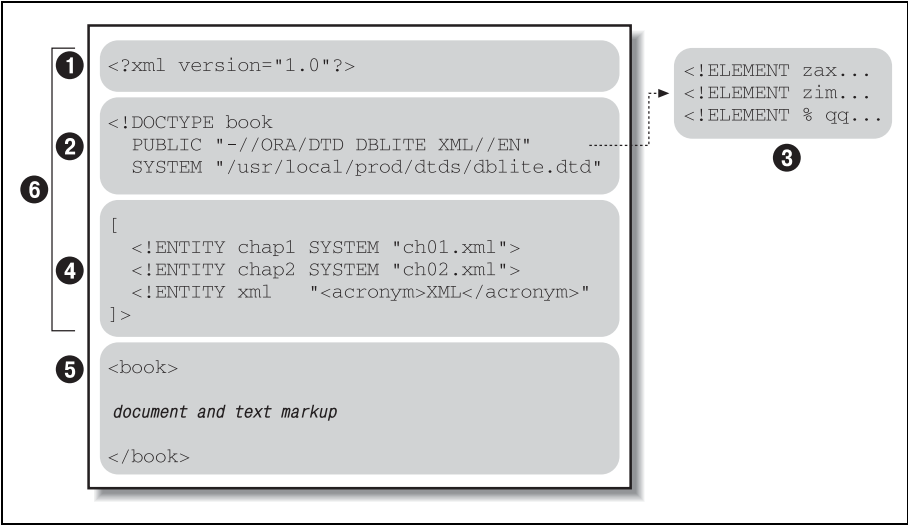 1 <?xml version="1.0"?>
2 <!DOCTYPE book
PUBLIC "-//ORA/DTD DBLITE XML//EN"
SYSTEM "/usr/local/prod/dtds/dblite.dtd"
<!ELEMENT zax...
<!ELEMENT zim...
<!ELEMENT % qq...
3
6
4 [
<!ENTITY chap1 SYSTEM "ch01.xml">
<!ENTITY chap2 SYSTEM "ch02.xml">
<!ENTITY xml "<acronym>XML</acronym>"
]>
5 <book>
document and text markup
</book>